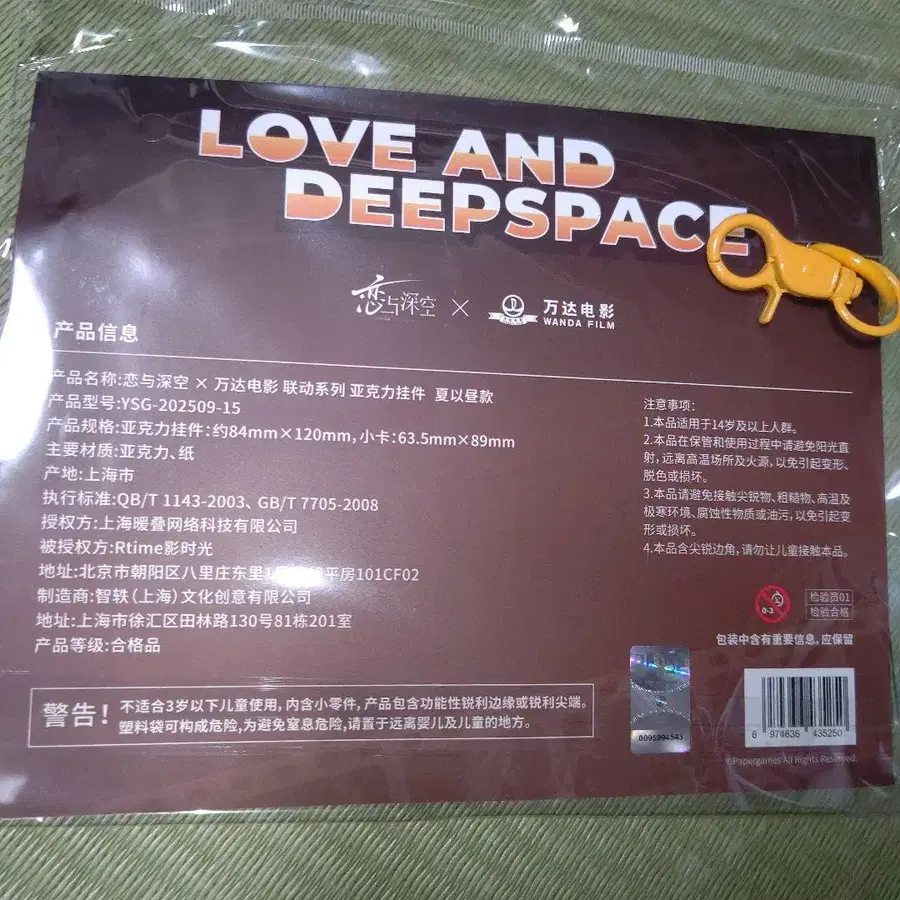 LOVE AND
DEEPSPACE
恋与深空 × 万达电影
WANDA FILM
产品信息
产品名称:恋与深空 × 万达电影 联动系列 亚克力挂件 夏以昼款
产品型号:YSG-202509-15
产品规格:亚克力挂件:约84mm×120mm,小卡:63.5mm×89mm
主要材质:亚克力、纸
产地:上海市
执行标准:QB/T 1143-2003、GB/T 7705-2008
授权方:上海暖叠网络科技有限公司
被授权方:Rtime影时光
地址:北京市朝阳区八里庄东里平房101CF02
制造商:智轶(上海)文化创意有限公司
地址:上海市徐汇区田林路130号81栋201室
产品等级:合格品
警告!
不适合3岁以下儿童使用,内含小零件,产品包含功能性锐利边缘或锐利尖端。
塑料袋可构成危险,为避免窒息危险,请置于远离婴儿及儿童的地方。
注意事项:
1.本品适用于14岁及以上人群。
2.本品在保管和使用过程中请避免阳光直
射,远离高温场所及火源,以免引起变形、
脱色或损坏。
3.本品请避免接触尖锐物、粗糙物、高温及
极寒环境、腐蚀性物质或油污,以免引起变
形或损坏。
4.本品含尖锐边角,请勿让儿童接触本品。
0-3
检验员01
检验合格
包装中含有重要信息,应保留
0095994543
6 974636 435250
©Papergames All Rights Reserved.